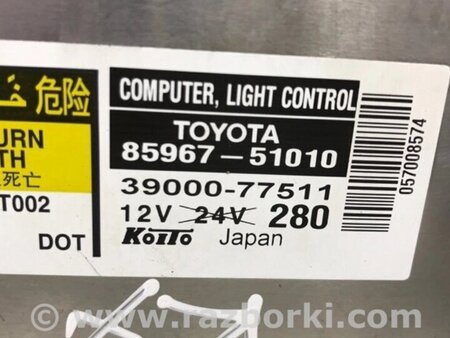 危险
URN
TH
死亡
T002
DOT
COMPUTER, LIGHT CONTROL
TOYOTA
85967-51010
39000-77511
12V 24V 280
KOITO Japan
057008574
© - www.razborki.com